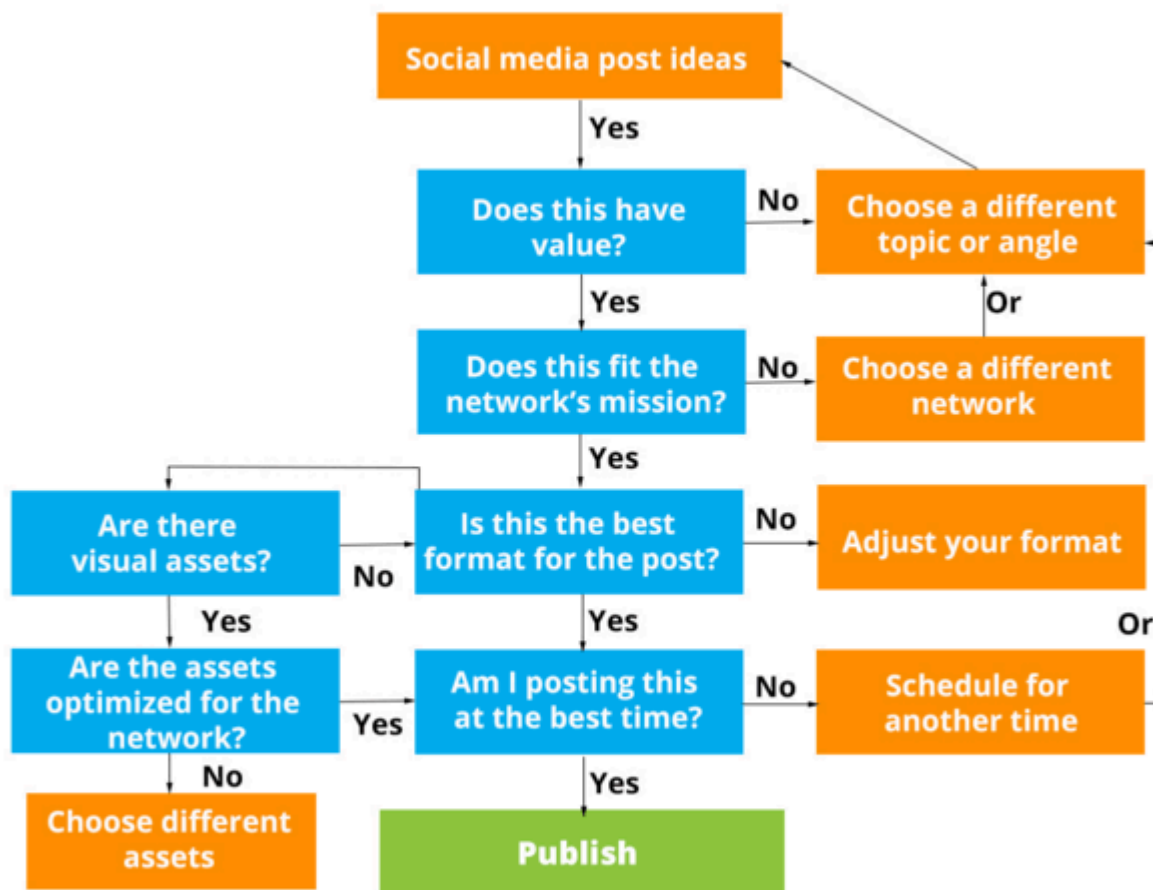 Social media post ideas
Yes
Does this have
value?
No
Choose a different
topic or angle
Yes
Or
Does this fit the
network's mission?
No
Choose a different
network
Yes
Are there
visual assets?
No
Is this the best
format for the post?
No
Adjust your format
Yes
Yes
Or
Are the assets
optimized for the
network?
Yes
Am I posting this
at the best time?
No
Schedule for
another time
No
Yes
Choose different
assets
Publish